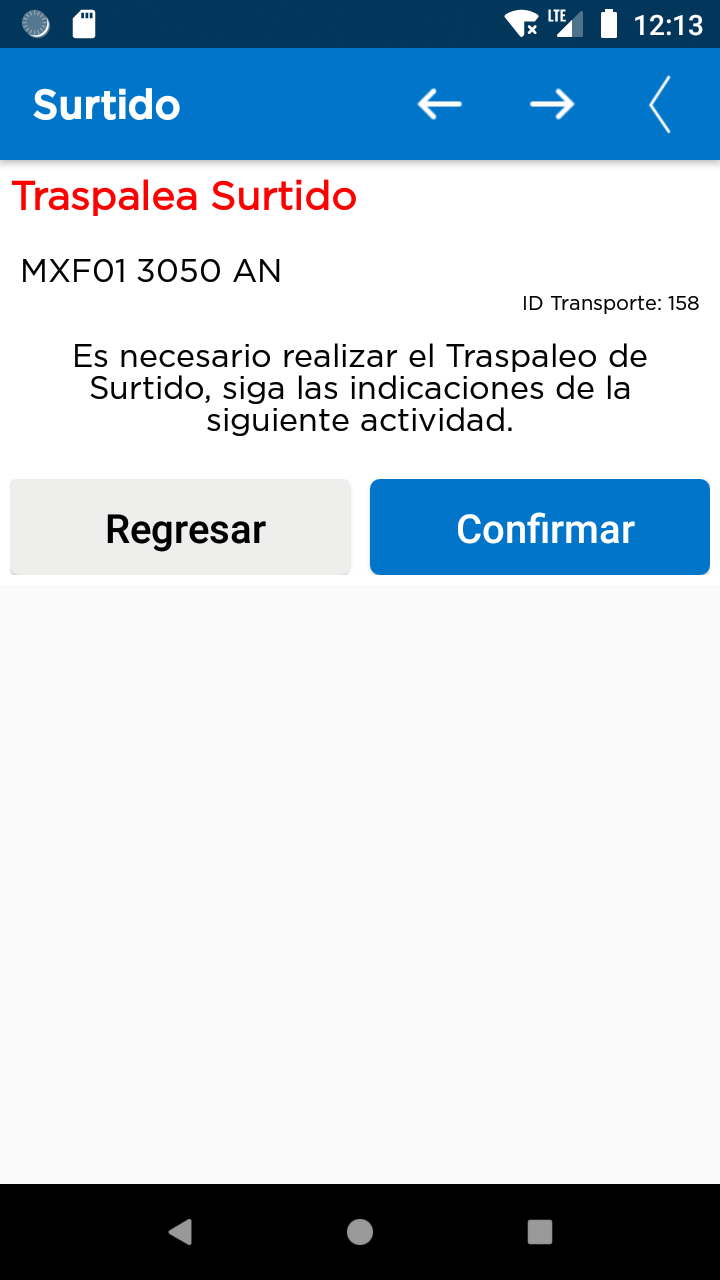 LTE 12:13
Surtido
Traspalea Surtido
MXF01 3050 AN
ID Transporte: 158
Es necesario realizar el Traspaleo de
Surtido, siga las indicaciones de la
siguiente actividad.
Regresar Confirmar